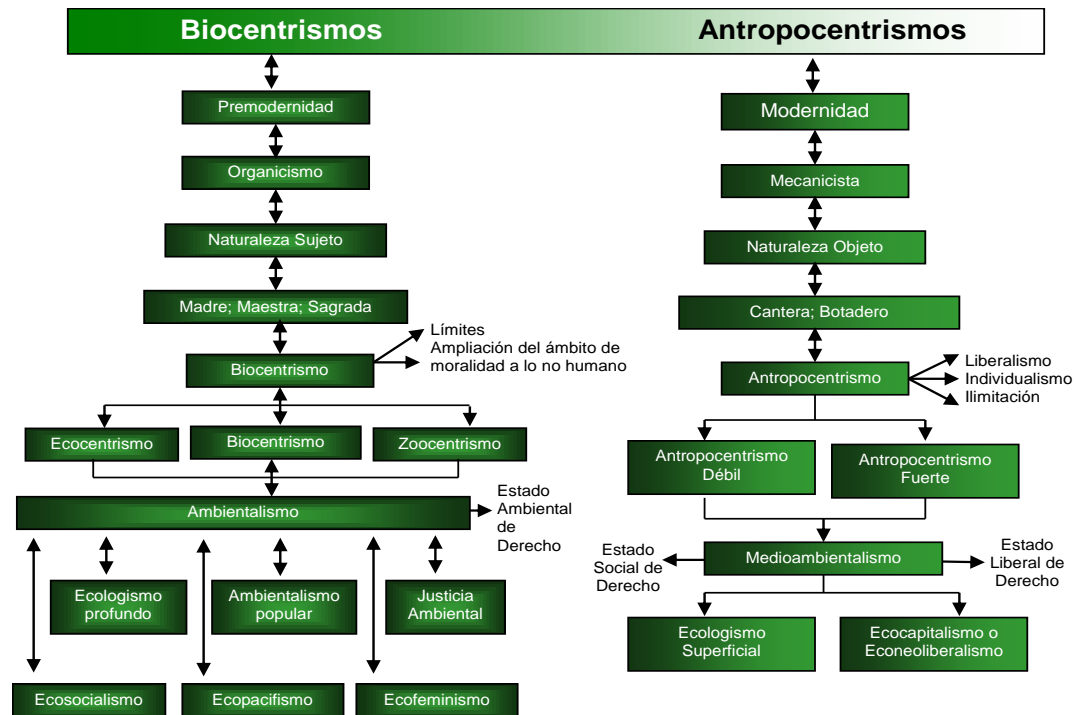 Biocentrismos
Antropocentrismos
Premodernidad
Organicismo
Naturaleza Sujeto
Madre; Maestra; Sagrada
Límites
Ampliación del ámbito de
moralidad a lo no humano
Biocentrismo
Ecocentrismo
Biocentrismo
Zoocentrismo
Ambientalismo
Estado
Ambiental
de
Derecho
Ecologismo
profundo
Ambientalismo
popular
Justicia
Ambiental
Ecosocialismo
Ecopacifismo
Ecofeminismo
Modernidad
Mecanicista
Naturaleza Objeto
Cantera; Botadero
Antropocentrismo
Liberalismo
Individualismo
Ilimitación
Antropocentrismo
Débil
Antropocentrismo
Fuerte
Estado
Social de
Derecho
Medioambientalismo
Estado
Liberal de
Derecho
Ecologismo
Superficial
Ecocapitalismo o
Econeoliberalismo